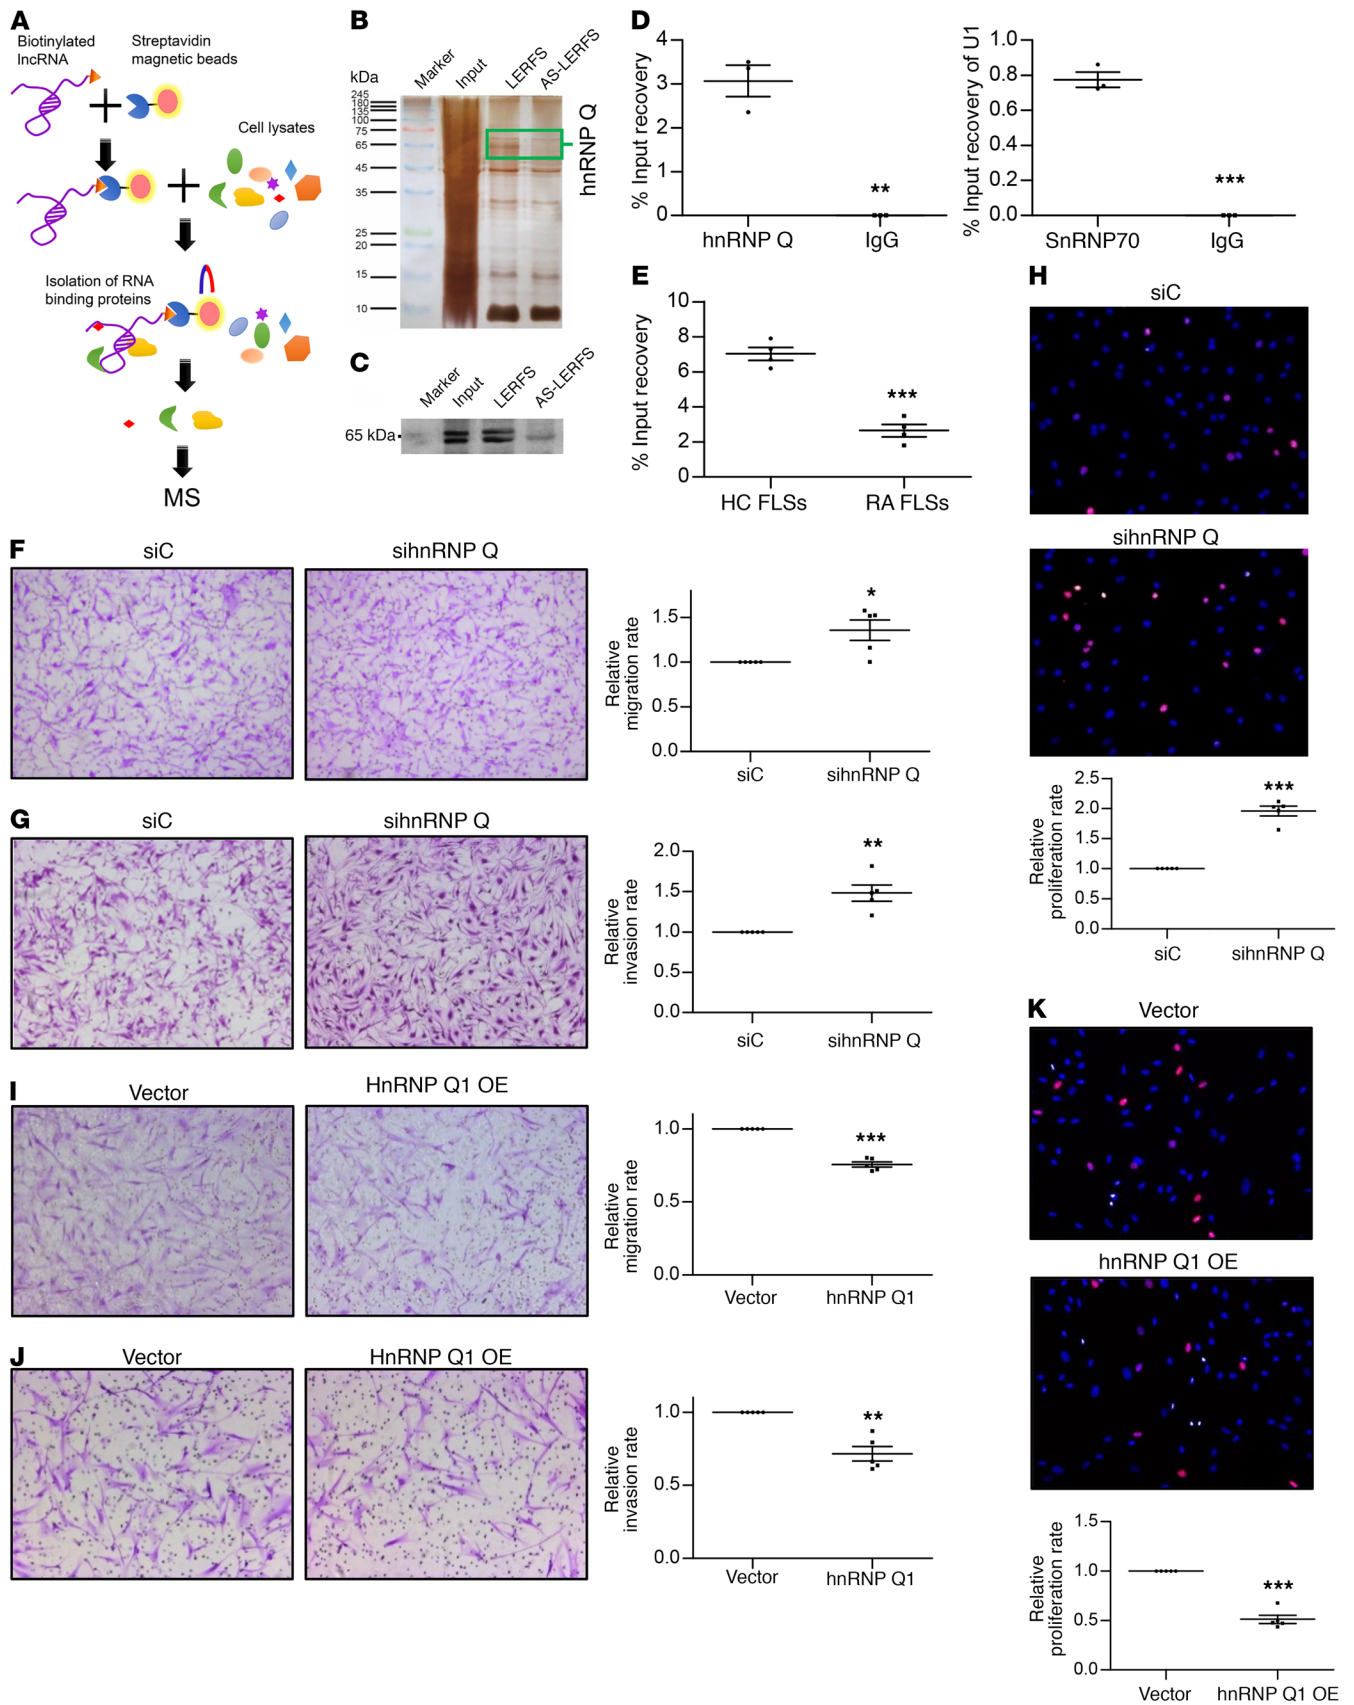 A
Biotinylated
lncRNA
Streptavidin
magnetic beads
Cell lysates
Isolation of RNA
binding proteins
MS
B
kDa
Marker
Input
LERFS
AS-LERFS
245
180
135
100
75
65
45
35
25
20
15
10
hnRNP Q
C
Marker
Input
LERFS
AS-LERFS
65 kDa
D
% Input recovery
4
3
2
1
0
**
hnRNP Q
IgG
% Input recovery of U1
1.0
0.8
0.6
0.4
0.2
0.0
***
SnRNP70
IgG
E
% Input recovery
10
8
6
4
2
0
***
HC FLSs
RA FLSs
F
siC
sihnRNP Q
Relative
migration rate
1.5
1.0
0.5
0.0
*
siC
sihnRNP Q
G
siC
sihnRNP Q
Relative
invasion rate
2.0
1.5
1.0
0.5
0.0
**
siC
sihnRNP Q
H
siC
sihnRNP Q
Relative
proliferation rate
2.5
2.0
1.5
1.0
0.5
0.0
***
siC
sihnRNP Q
I
Vector
HnRNP Q1 OE
Relative
migration rate
1.0
0.5
0.0
***
Vector
hnRNP Q1
J
Vector
HnRNP Q1 OE
Relative
invasion rate
1.0
0.5
0.0
**
Vector
hnRNP Q1
K
Vector
hnRNP Q1 OE
Relative
proliferation rate
1.5
1.0
0.5
0.0
***
Vector
hnRNP Q1 OE